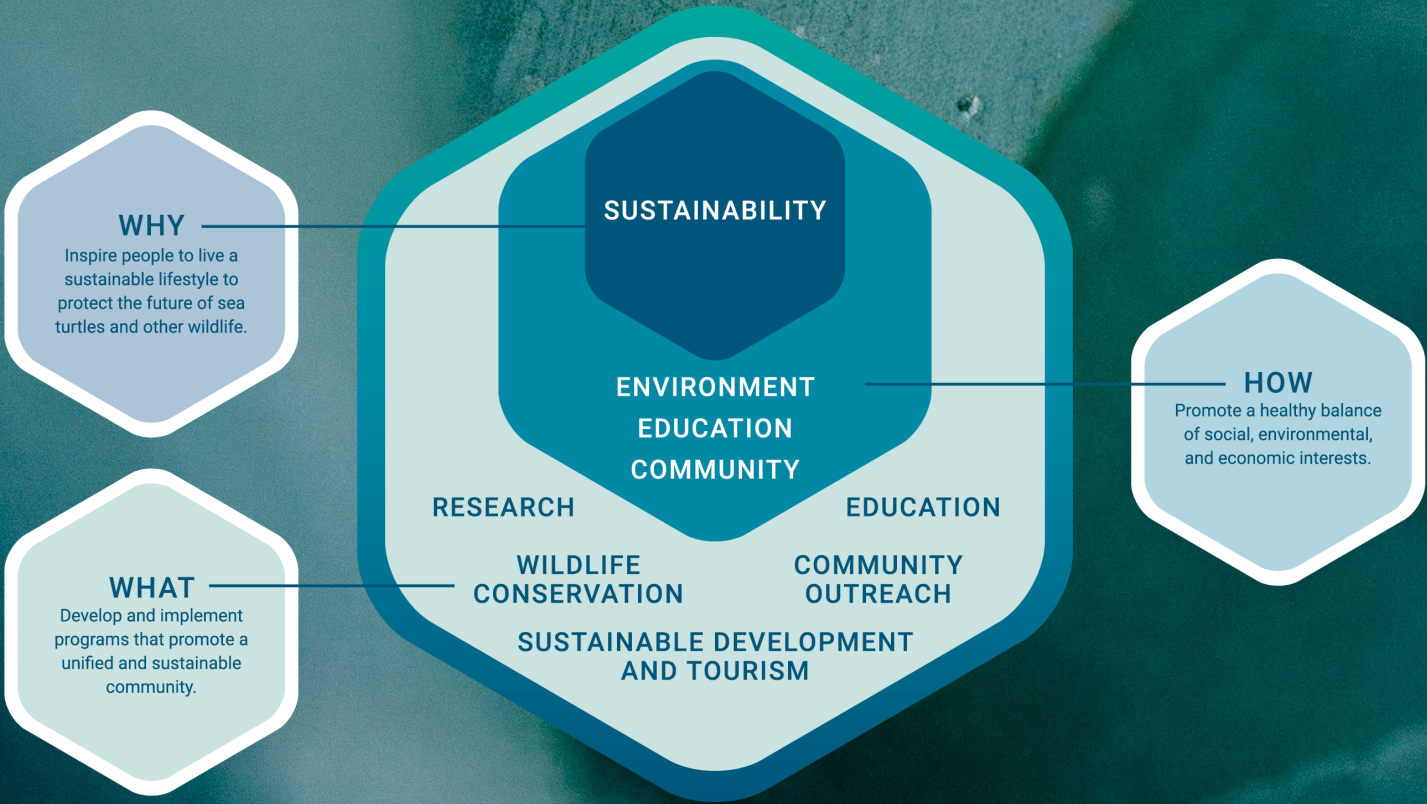 WHY
Inspire people to live a
sustainable lifestyle to
protect the future of sea
turtles and other wildlife.
WHAT
Develop and implement
programs that promote a
unified and sustainable
community.
SUSTAINABILITY
ENVIRONMENT
EDUCATION
COMMUNITY
RESEARCH
EDUCATION
WILDLIFE
CONSERVATION
COMMUNITY
OUTREACH
SUSTAINABLE DEVELOPMENT
AND TOURISM
HOW
Promote a healthy balance
of social, environmental,
and economic interests.